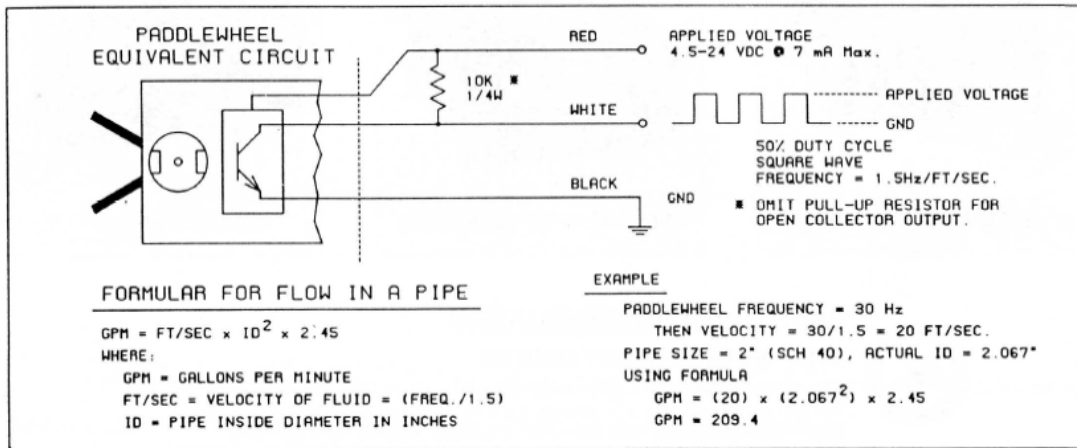 PADDLEWHEEL
EQUIVALENT CIRCUIT
RED
APPLIED VOLTAGE
4.5-24 VDC @ 7 mA Max.
10K *
1/4W
WHITE
APPLIED VOLTAGE
GND
50% DUTY CYCLE
SQUARE WAVE
FREQUENCY = 1.5Hz/FT/SEC.
BLACK
GND
* OMIT PULL-UP RESISTOR FOR
OPEN COLLECTOR OUTPUT.
FORMULAR FOR FLOW IN A PIPE
GPM = FT/SEC x ID² x 2.45
WHERE:
GPM = GALLONS PER MINUTE
FT/SEC = VELOCITY OF FLUID = (FREQ./1.5)
ID = PIPE INSIDE DIAMETER IN INCHES
EXAMPLE
PADDLEWHEEL FREQUENCY = 30 Hz
THEN VELOCITY = 30/1.5 = 20 FT/SEC.
PIPE SIZE = 2" (SCH 40), ACTUAL ID = 2.067"
USING FORMULA
GPM = (20) x (2.067²) x 2.45
GPM = 209.4